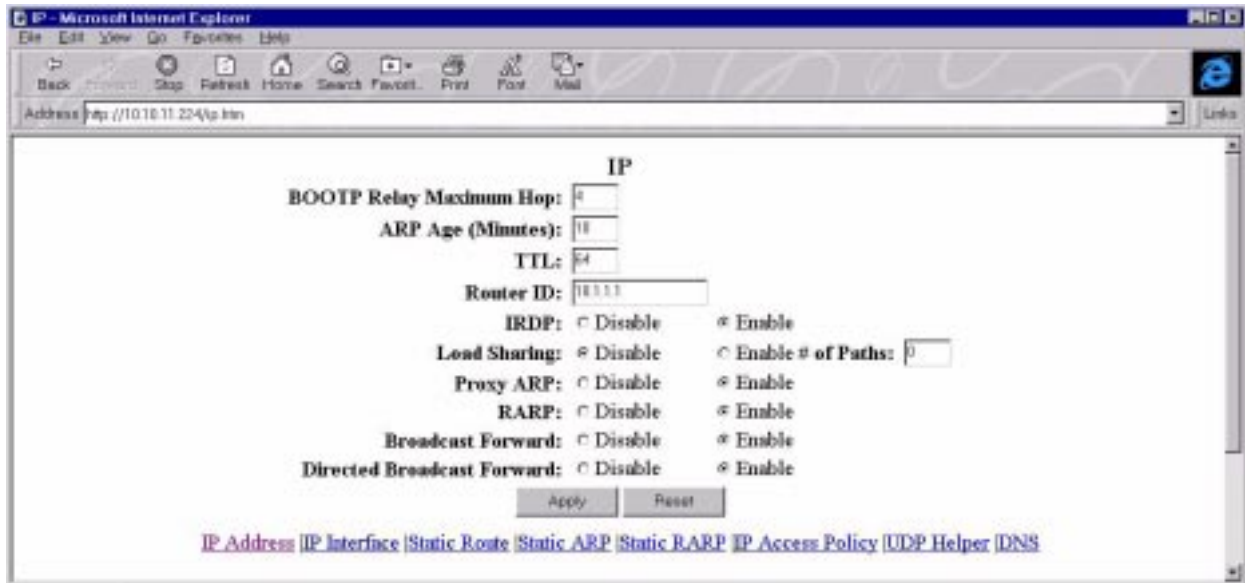 IP - Microsoft Internet Explorer
File Edit View Go Favorites Help
Back Forward Stop Refresh Home Search Favorit.. Print Font Mail
Address http://10.10.11.224/ip.htm Links
IP
BOOTP Relay Maximum Hop: 4
ARP Age (Minutes): 10
TTL: 64
Router ID:
IRDP: Disable Enable
Load Sharing: Disable Enable # of Paths: 0
Proxy ARP: Disable Enable
RARP: Disable Enable
Broadcast Forward: Disable Enable
Directed Broadcast Forward: Disable Enable
Apply Reset
IP Address |IP Interface |Static Route |Static ARP |Static RARP |IP Access Policy |UDP Helper |DNS